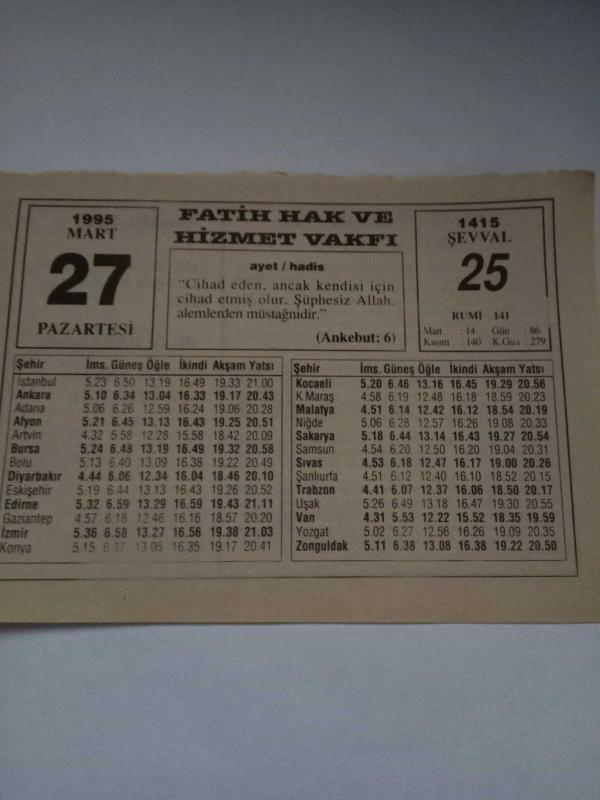 1995
MART
27
PAZARTESİ
FATİH HAK VE
HİZMET VAKFI
ayet / hadis
"Cihad eden, ancak kendisi için
cihad etmiş olur. Şüphesiz Allah,
alemlerden müstağnidir."
(Ankebut: 6)
1415
ŞEVVAL
25
RUMİ 141
Mart : 14 Gün : 86
Kasım : 140 K.Gün : 279
Şehir İms. Güneş Öğle İkindi Akşam Yatsı
İstanbul 5.23 6.50 13.19 16.49 19.33 21.00
Ankara 5.10 6.34 13.04 16.33 19.17 20.43
Adana 5.06 6.26 12.59 16.24 19.06 20.28
Afyon 5.21 6.45 13.13 16.43 19.25 20.51
Artvin 4.32 5.58 12.28 15.58 18.42 20.09
Bursa 5.24 6.48 13.19 16.49 19.32 20.58
Bolu 5.13 6.40 13.09 16.38 19.22 20.49
Diyarbakır 4.44 6.06 12.34 16.04 18.46 20.10
Eskişehir 5.19 6.44 13.13 16.43 19.26 20.52
Edirne 5.32 6.59 13.29 16.59 19.43 21.11
Gaziantep 4.57 6.18 12.46 16.16 18.57 20.20
İzmir 5.36 6.58 13.27 16.56 19.38 21.03
Konya 5.15 6.37 13.05 16.35 19.17 20.41
Şehir İms. Güneş Öğle İkindi Akşam Yatsı
Kocaeli 5.20 6.46 13.16 16.45 19.29 20.56
K.Maraş 4.58 6.19 12.48 16.18 18.59 20.23
Malatya 4.51 6.14 12.42 16.12 18.54 20.19
Niğde 5.06 6.28 12.57 16.26 19.08 20.33
Sakarya 5.18 6.44 13.14 16.43 19.27 20.54
Samsun 4.54 6.20 12.50 16.20 19.04 20.31
Sıvas 4.53 6.18 12.47 16.17 19.00 20.26
Şanlıurfa 4.51 6.12 12.40 16.10 18.52 20.15
Trabzon 4.41 6.07 12.37 16.06 18.50 20.17
Uşak 5.26 6.49 13.18 16.47 19.30 20.55
Van 4.31 5.53 12.22 15.52 18.35 19.59
Yozgat 5.02 6.27 12.56 16.26 19.09 20.35
Zonguldak 5.11 6.38 13.08 16.38 19.22 20.50